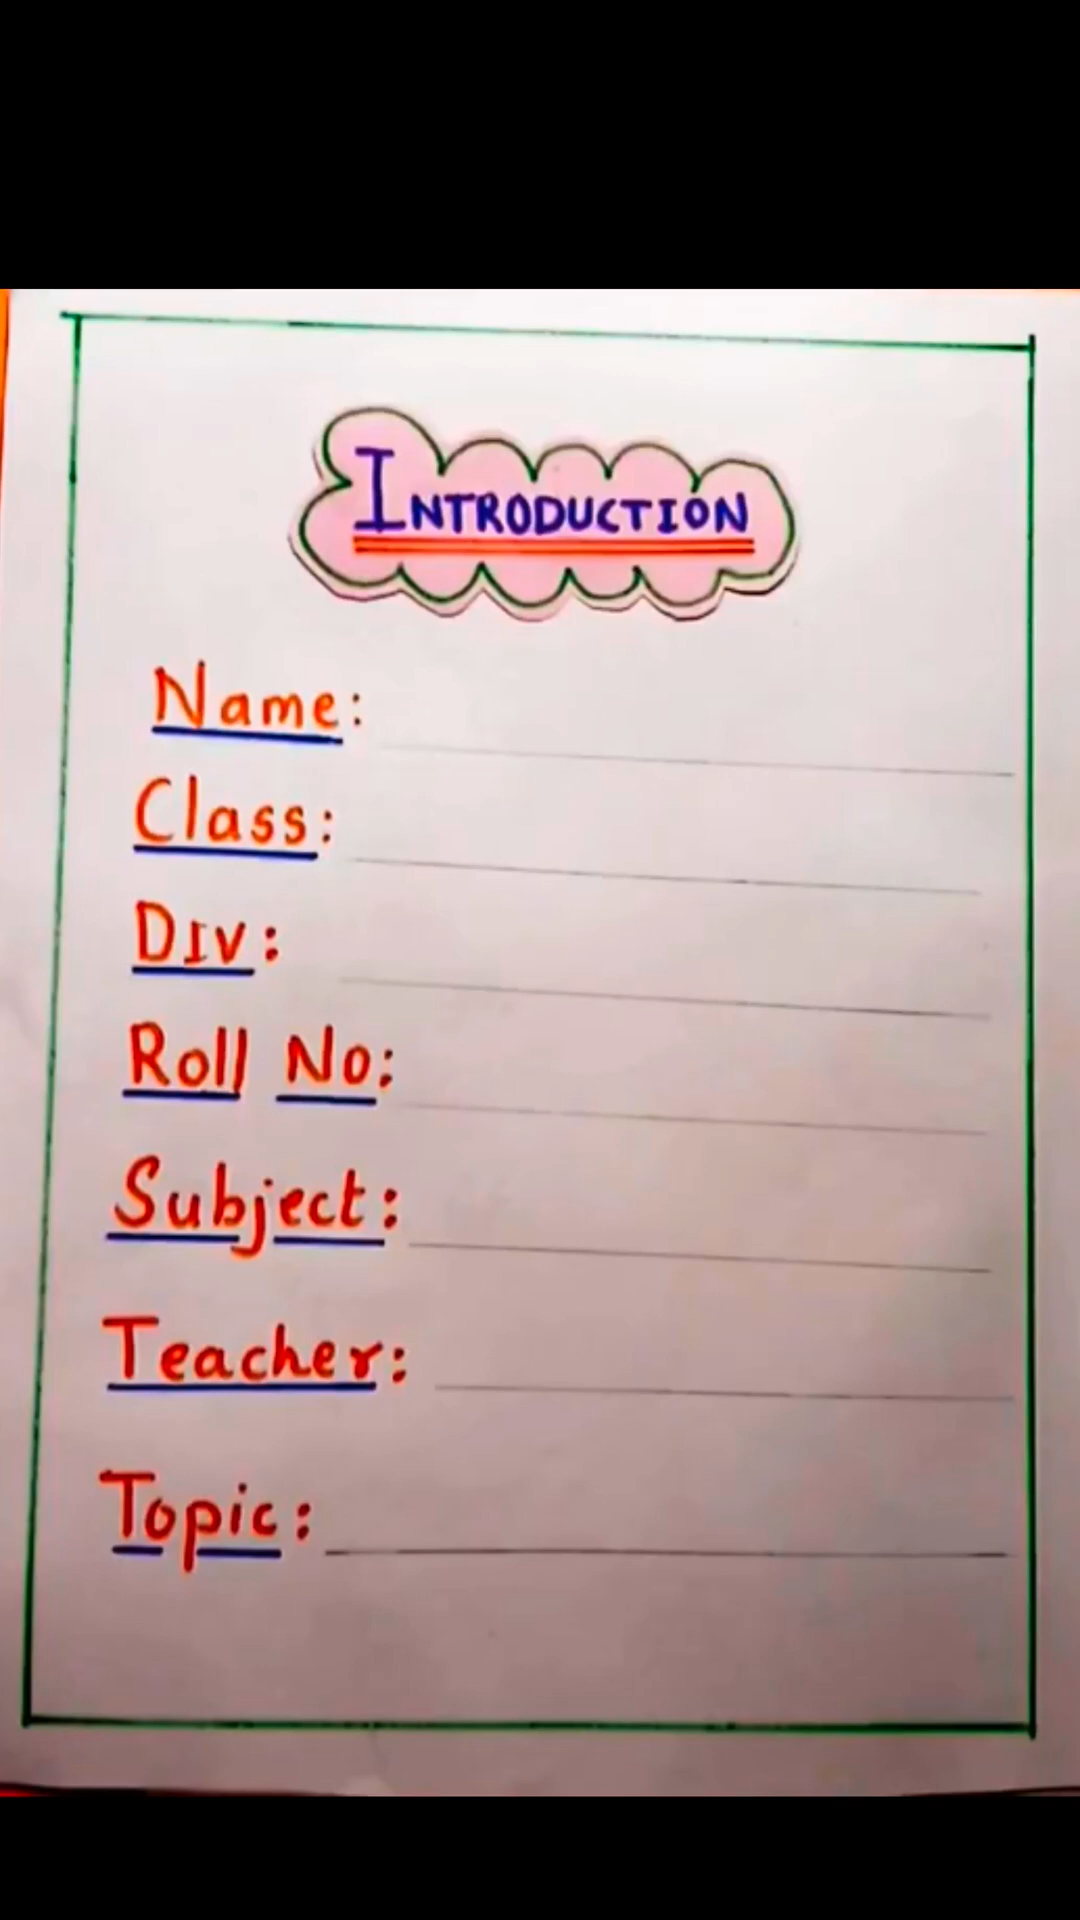 INTRODUCTION
Name:
Class:
DIV:
Roll No:
Subject:
Teacher:
Topic: